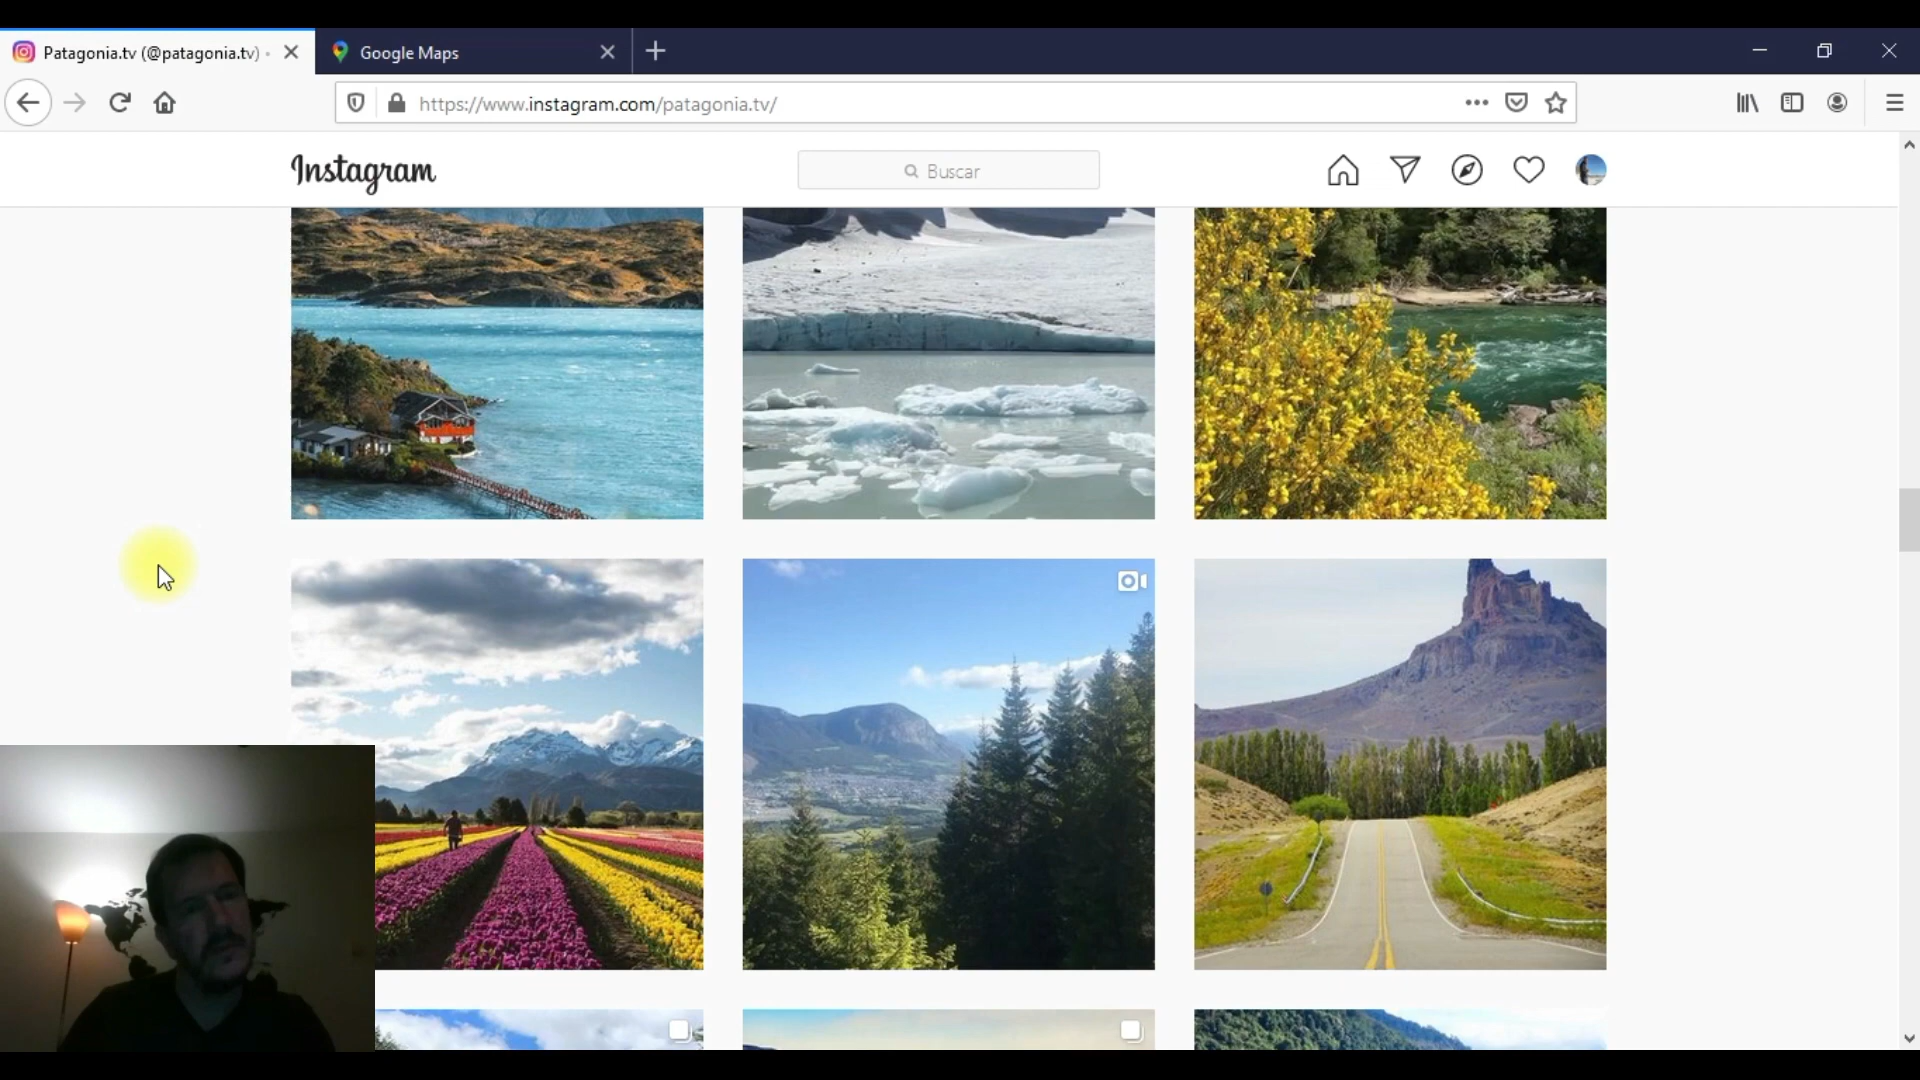 Patagonia.tv (@patagonia.tv) •
Google Maps
https://www.instagram.com/patagonia.tv/
Instagram
Buscar